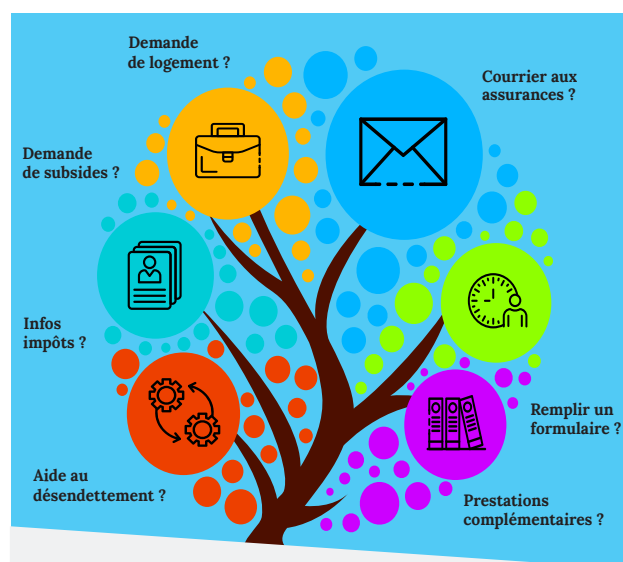 Demande
de logement ?
Courrier aux
assurances ?
Demande
de subsides ?
Infos
impôts ?
Remplir un
formulaire ?
Aide au
désendettement ?
Prestations
complémentaires ?